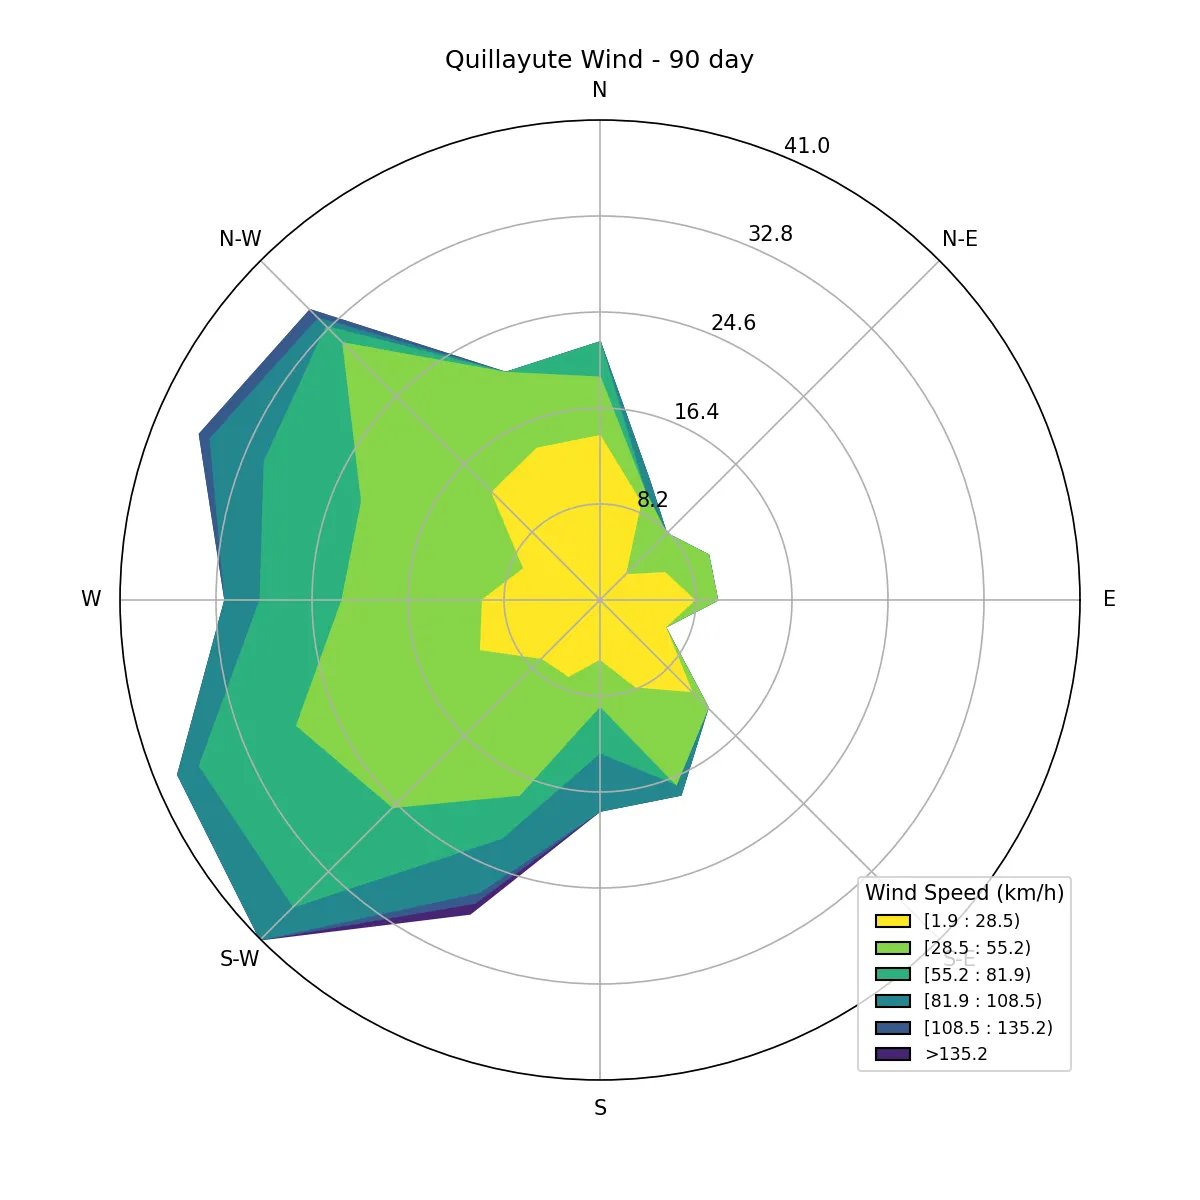 Quillayute Wind - 90 day
N
41.0
N-W
32.8
N-E
24.6
16.4
8.2
W
E
S-W
S-E
Wind Speed (km/h)
[1.9 : 28.5)
[28.5 : 55.2)
[55.2 : 81.9)
[81.9 : 108.5)
[108.5 : 135.2)
>135.2
S